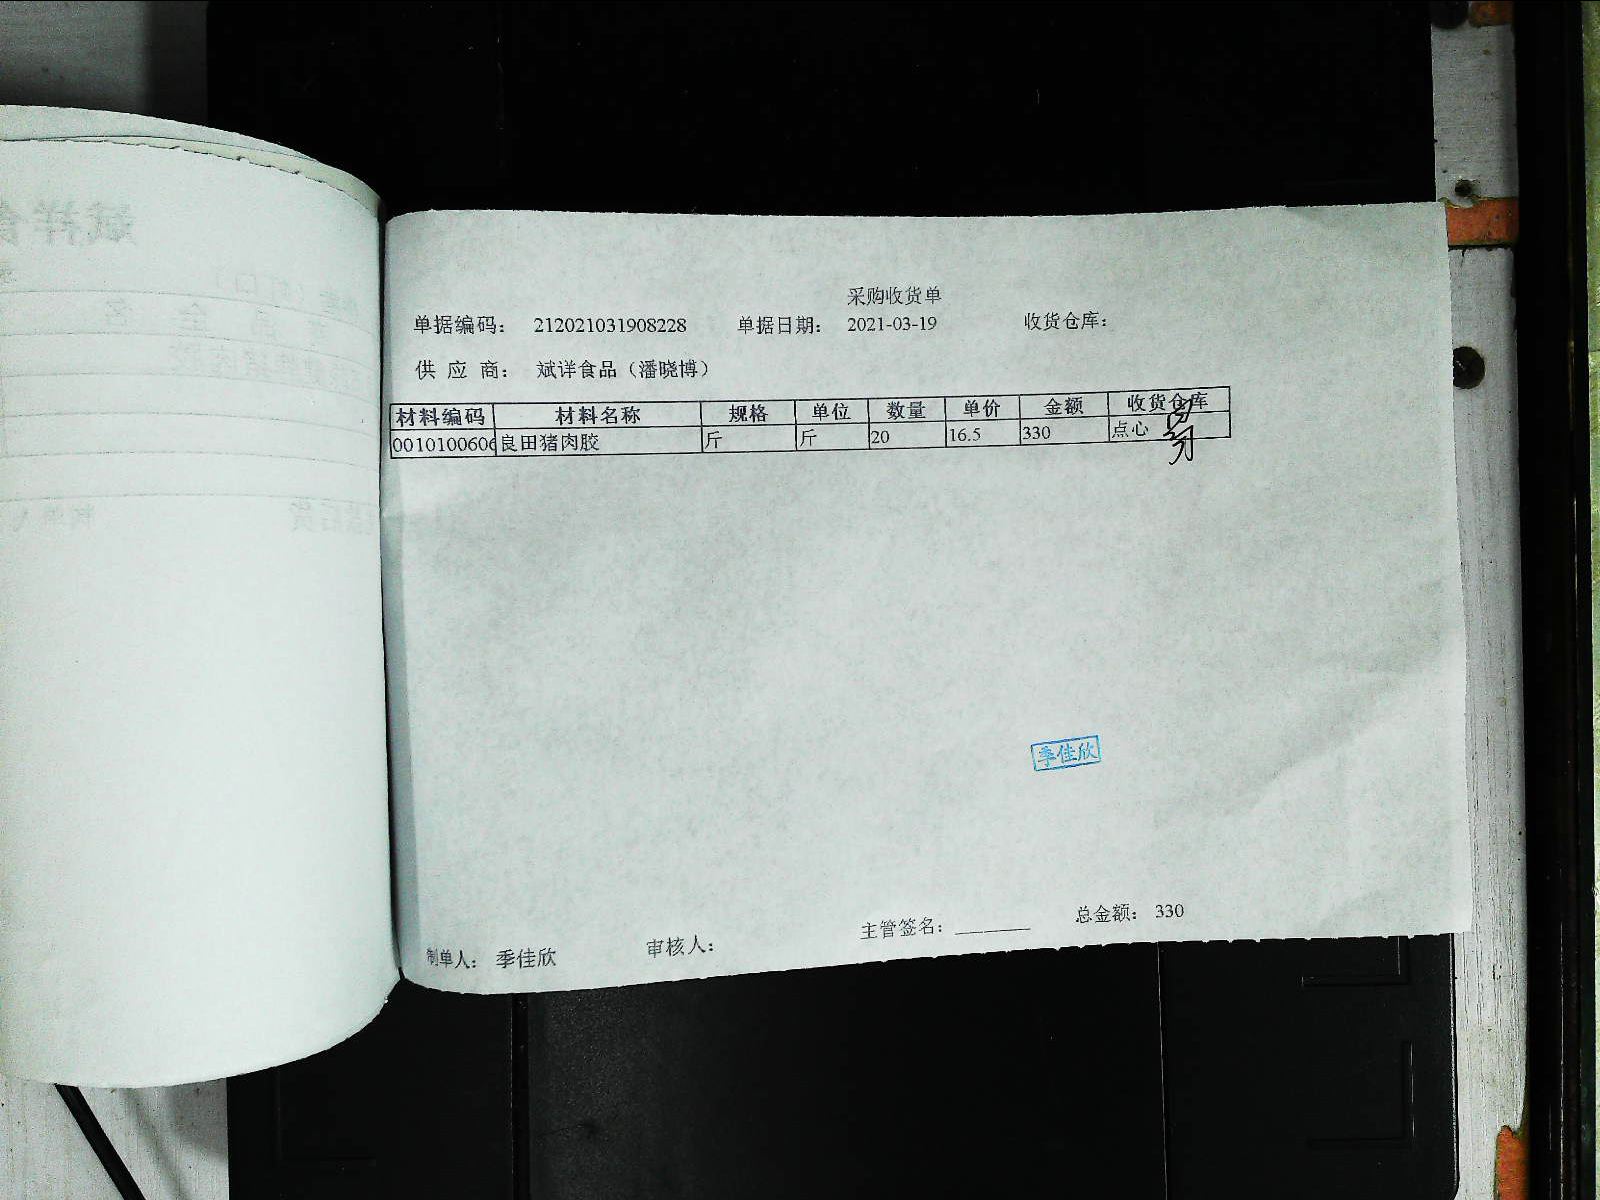 采购收货单
单据编码： 212021031908228 单据日期： 2021-03-19 收货仓库：
供 应 商： 斌详食品（潘晓博）
材料编码 材料名称 规格 单位 数量 单价 金额 收货仓库
0010100606 良田猪肉胶 斤 斤 20 16.5 330 点心
季佳欣
制单人： 季佳欣 审核人： 主管签名：______ 总金额： 330